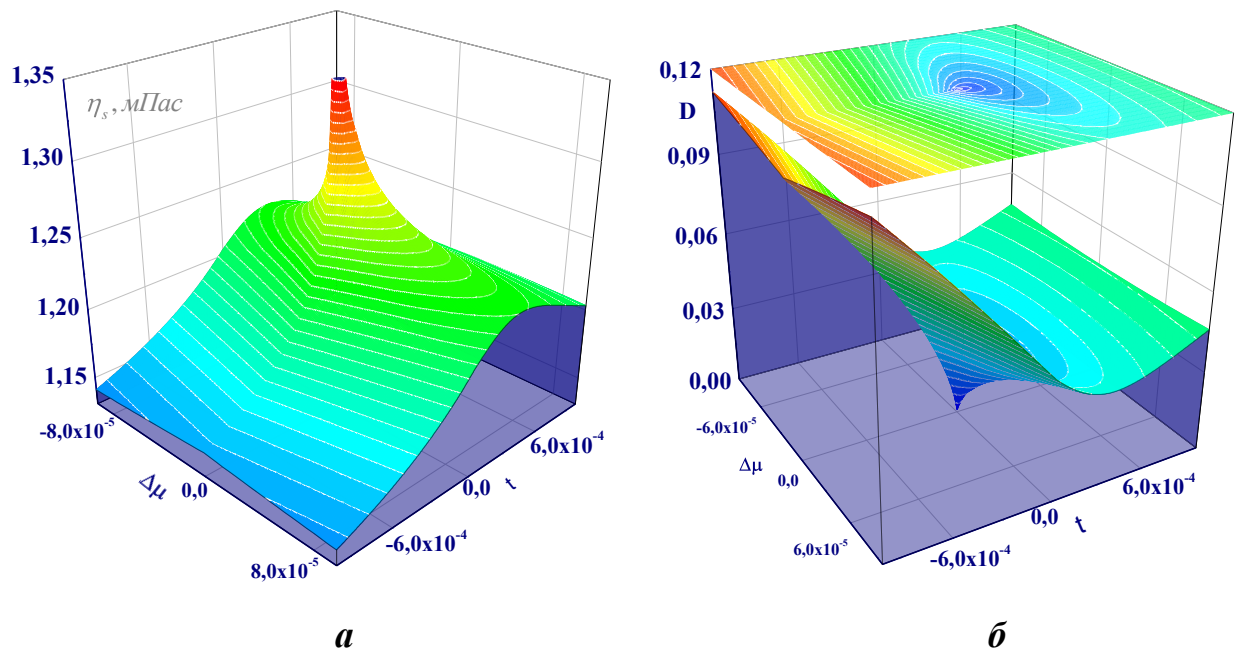 1,35
η_s, мПас
1,30
1,25
1,20
1,15
-8,0x10⁻⁵
Δμ
0,0
8,0x10⁻⁵
-6,0x10⁻⁴
0,0
t
6,0x10⁻⁴
а
0,12
D
0,09
0,06
0,03
0,00
-6,0x10⁻⁵
Δμ
0,0
6,0x10⁻⁵
-6,0x10⁻⁴
0,0
t
6,0x10⁻⁴
б